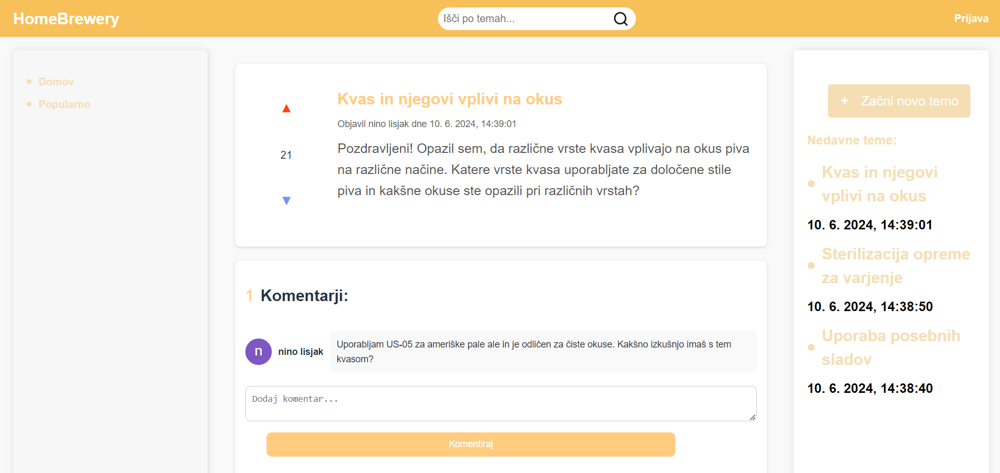 HomeBrewery
Išči po temah...
Prijava
Domov
Popularno
▲
21
▼
Kvas in njegovi vplivi na okus
Objavil nino lisjak dne 10. 6. 2024, 14:39:01
Pozdravljeni! Opazil sem, da različne vrste kvasa vplivajo na okus piva
na različne načine. Katere vrste kvasa uporabljate za določene stile
piva in kakšne okuse ste opazili pri različnih vrstah?
1 Komentarji:
n
nino lisjak
Uporabljam US-05 za ameriške pale ale in je odličen za čiste okuse. Kakšno izkušnjo imaš s tem
kvasom?
Dodaj komentar...
Komentiraj
+ Začni novo temo
Nedavne teme:
Kvas in njegovi
vplivi na okus
10. 6. 2024, 14:39:01
Sterilizacija opreme
za varjenje
10. 6. 2024, 14:38:50
Uporaba posebnih
sladov
10. 6. 2024, 14:38:40